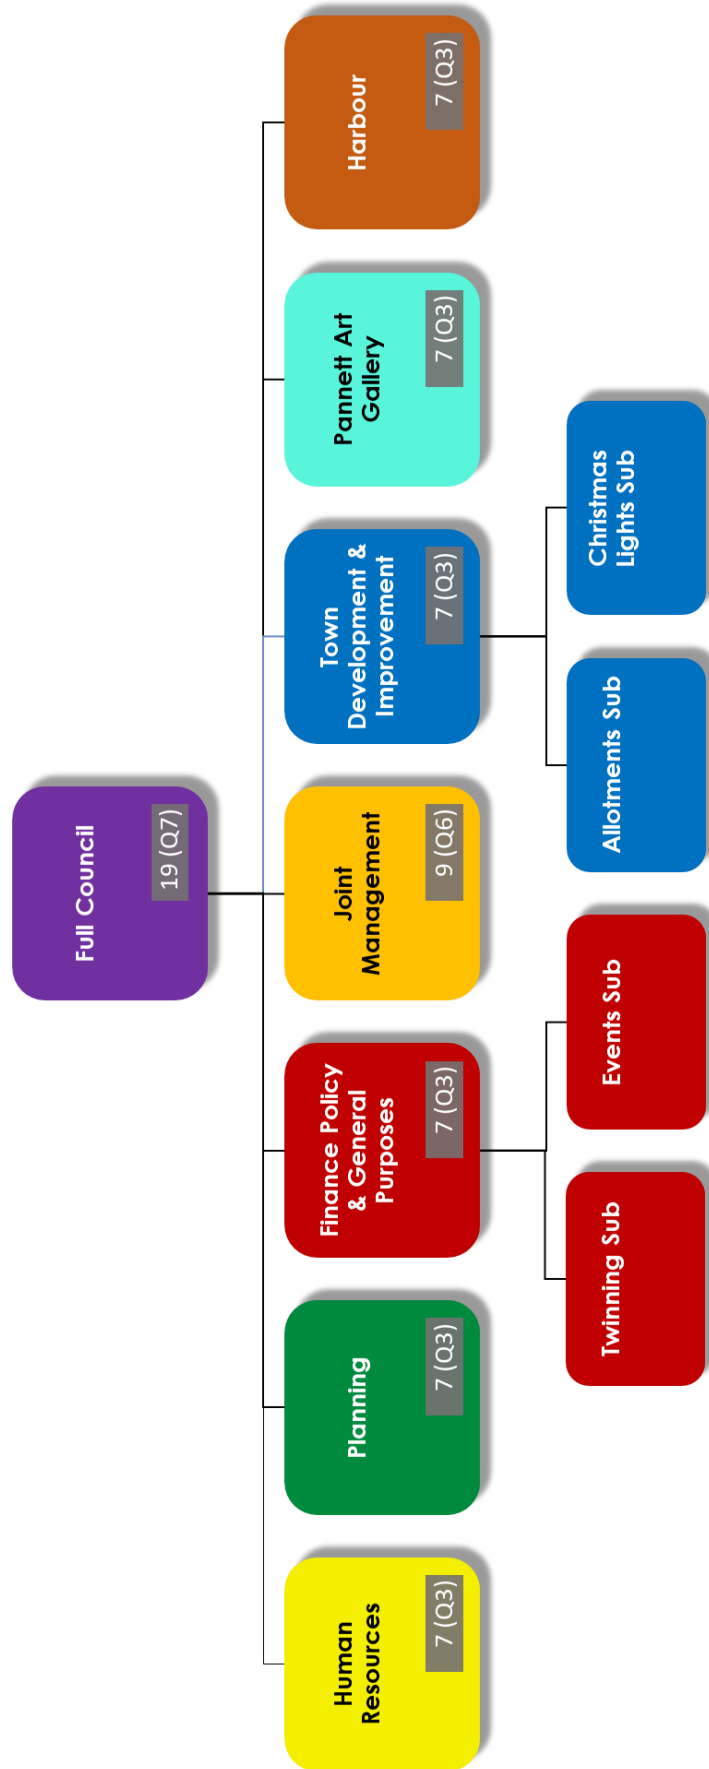 Full Council
19 (Q7)
Human
Resources
7 (Q3)
Planning
7 (Q3)
Finance Policy
& General
Purposes
7 (Q3)
Joint
Management
9 (Q6)
Town
Development &
Improvement
7 (Q3)
Pannett Art
Gallery
7 (Q3)
Harbour
7 (Q3)
Twinning Sub
Events Sub
Allotments Sub
Christmas
Lights Sub